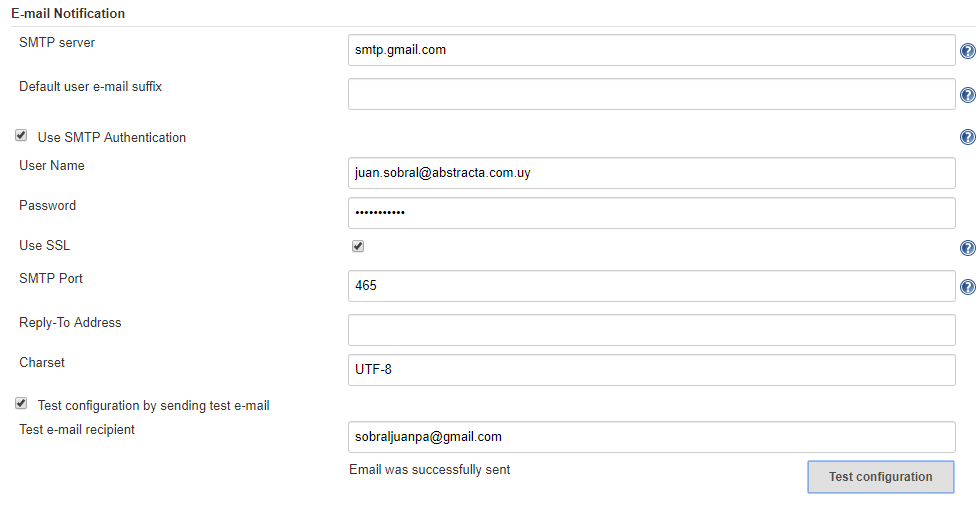 E-mail Notification
SMTP server
smtp.gmail.com
Default user e-mail suffix
Use SMTP Authentication
User Name
juan.sobral@abstracta.com.uy
Password
•••••••••••
Use SSL
SMTP Port
465
Reply-To Address
Charset
UTF-8
Test configuration by sending test e-mail
Test e-mail recipient
sobraljuanpa@gmail.com
Email was successfully sent
Test configuration